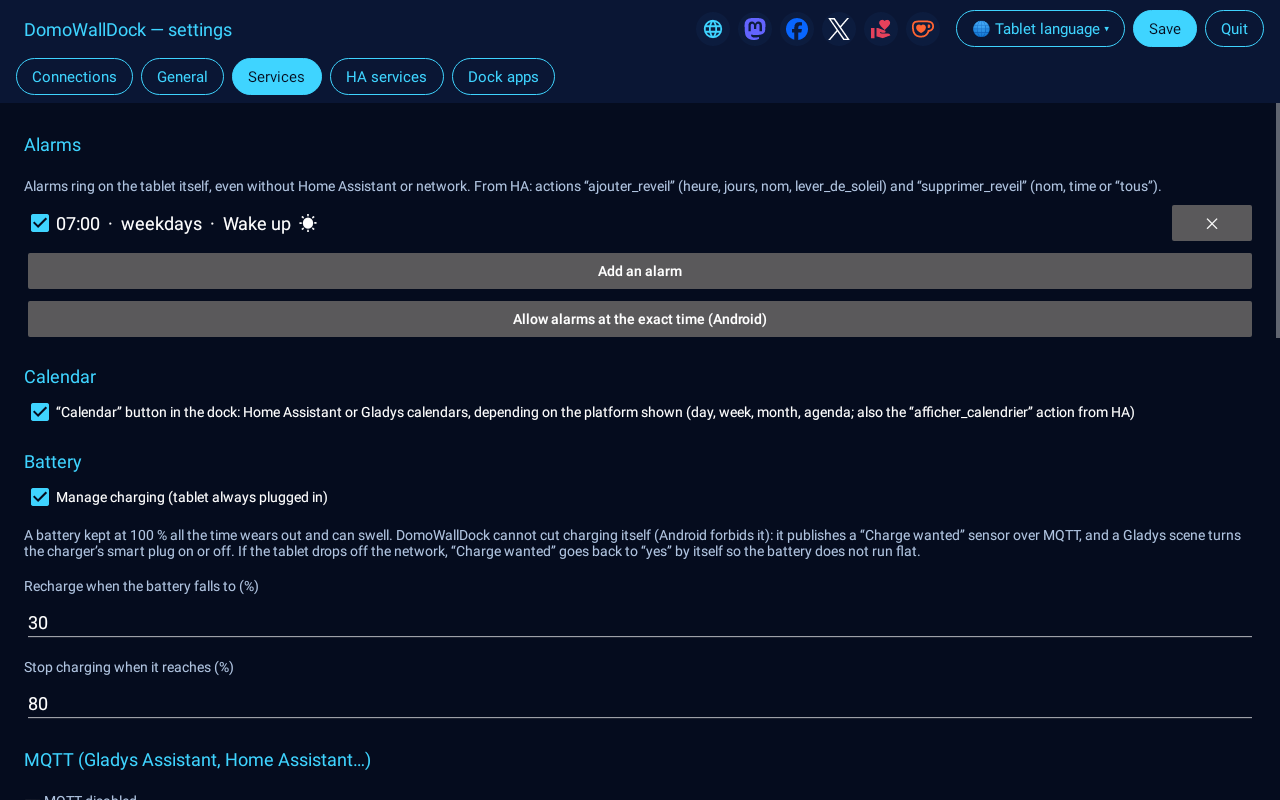 DomoWallDock — settings
Tablet language ▾
Save
Quit
Connections
General
Services
HA services
Dock apps
Alarms
Alarms ring on the tablet itself, even without Home Assistant or network. From HA: actions “ajouter_reveil” (heure, jours, nom, lever_de_soleil) and “supprimer_reveil” (nom, time or “tous”).
07:00 · weekdays · Wake up
Add an alarm
Allow alarms at the exact time (Android)
Calendar
“Calendar” button in the dock: Home Assistant or Gladys calendars, depending on the platform shown (day, week, month, agenda; also the “afficher_calendrier” action from HA)
Battery
Manage charging (tablet always plugged in)
A battery kept at 100 % all the time wears out and can swell. DomoWallDock cannot cut charging itself (Android forbids it): it publishes a “Charge wanted” sensor over MQTT, and a Gladys scene turns
the charger’s smart plug on or off. If the tablet drops off the network, “Charge wanted” goes back to “yes” by itself so the battery does not run flat.
Recharge when the battery falls to (%)
30
Stop charging when it reaches (%)
80
MQTT (Gladys Assistant, Home Assistant…)
— MQTT disabled